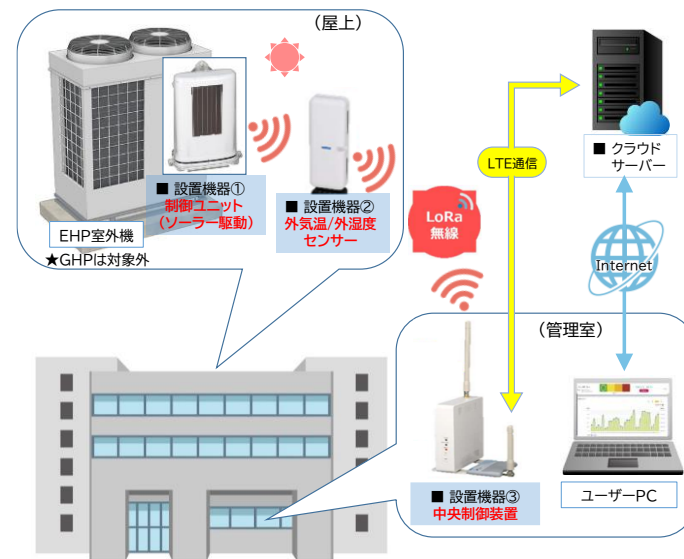 （屋上）
■ 設置機器①
制御ユニット
（ソーラー駆動）
■ 設置機器②
外気温/外湿度
センサー
EHP室外機
★GHPは対象外
LoRa
無線
LTE通信
■ クラウド
サーバー
Internet
（管理室）
■ 設置機器③
中央制御装置
ユーザーPC